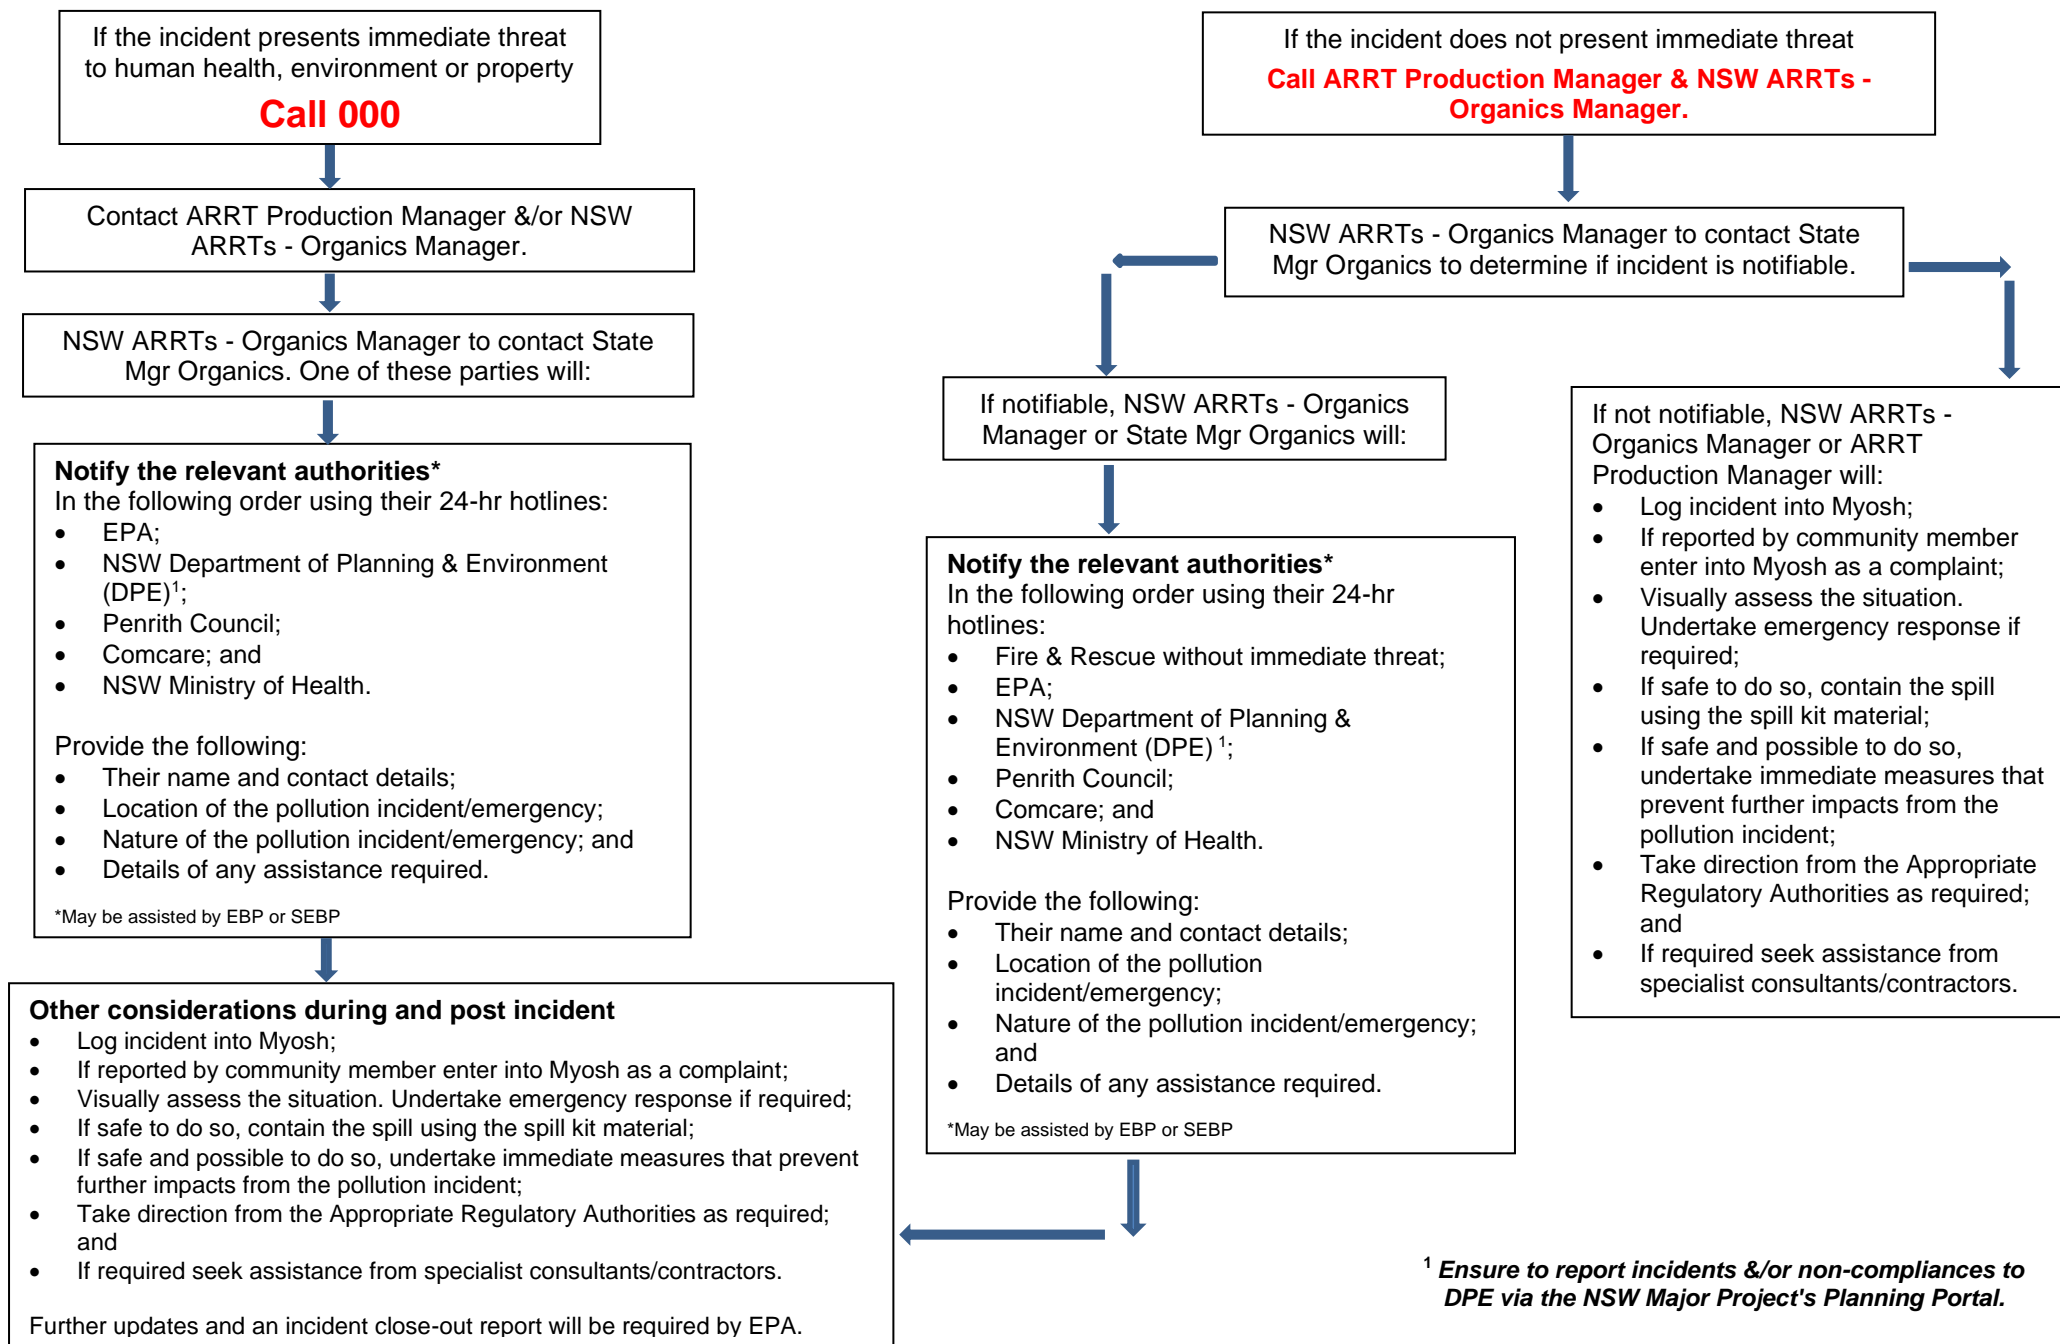 If the incident presents immediate threat
to human health, environment or property
Call 000
Contact ARRT Production Manager &/or NSW
ARRTs - Organics Manager.
NSW ARRTs - Organics Manager to contact State
Mgr Organics. One of these parties will:
Notify the relevant authorities*
In the following order using their 24-hr hotlines:
• EPA;
• NSW Department of Planning & Environment
(DPE)¹;
• Penrith Council;
• Comcare; and
• NSW Ministry of Health.
Provide the following:
• Their name and contact details;
• Location of the pollution incident/emergency;
• Nature of the pollution incident/emergency; and
• Details of any assistance required.
*May be assisted by EBP or SEBP
Other considerations during and post incident
• Log incident into Myosh;
• If reported by community member enter into Myosh as a complaint;
• Visually assess the situation. Undertake emergency response if required;
• If safe to do so, contain the spill using the spill kit material;
• If safe and possible to do so, undertake immediate measures that prevent
further impacts from the pollution incident;
• Take direction from the Appropriate Regulatory Authorities as required;
and
• If required seek assistance from specialist consultants/contractors.
Further updates and an incident close-out report will be required by EPA.
If the incident does not present immediate threat
Call ARRT Production Manager & NSW ARRTs -
Organics Manager.
NSW ARRTs - Organics Manager to contact State
Mgr Organics to determine if incident is notifiable.
If notifiable, NSW ARRTs - Organics
Manager or State Mgr Organics will:
Notify the relevant authorities*
In the following order using their 24-hr
hotlines:
• Fire & Rescue without immediate threat;
• EPA;
• NSW Department of Planning &
Environment (DPE) ¹;
• Penrith Council;
• Comcare; and
• NSW Ministry of Health.
Provide the following:
• Their name and contact details;
• Location of the pollution
incident/emergency;
• Nature of the pollution incident/emergency;
and
• Details of any assistance required.
*May be assisted by EBP or SEBP
If not notifiable, NSW ARRTs -
Organics Manager or ARRT
Production Manager will:
• Log incident into Myosh;
• If reported by community member
enter into Myosh as a complaint;
• Visually assess the situation.
Undertake emergency response if
required;
• If safe to do so, contain the spill
using the spill kit material;
• If safe and possible to do so,
undertake immediate measures that
prevent further impacts from the
pollution incident;
• Take direction from the Appropriate
Regulatory Authorities as required;
and
• If required seek assistance from
specialist consultants/contractors.
¹ Ensure to report incidents &/or non-compliances to
DPE via the NSW Major Project's Planning Portal.